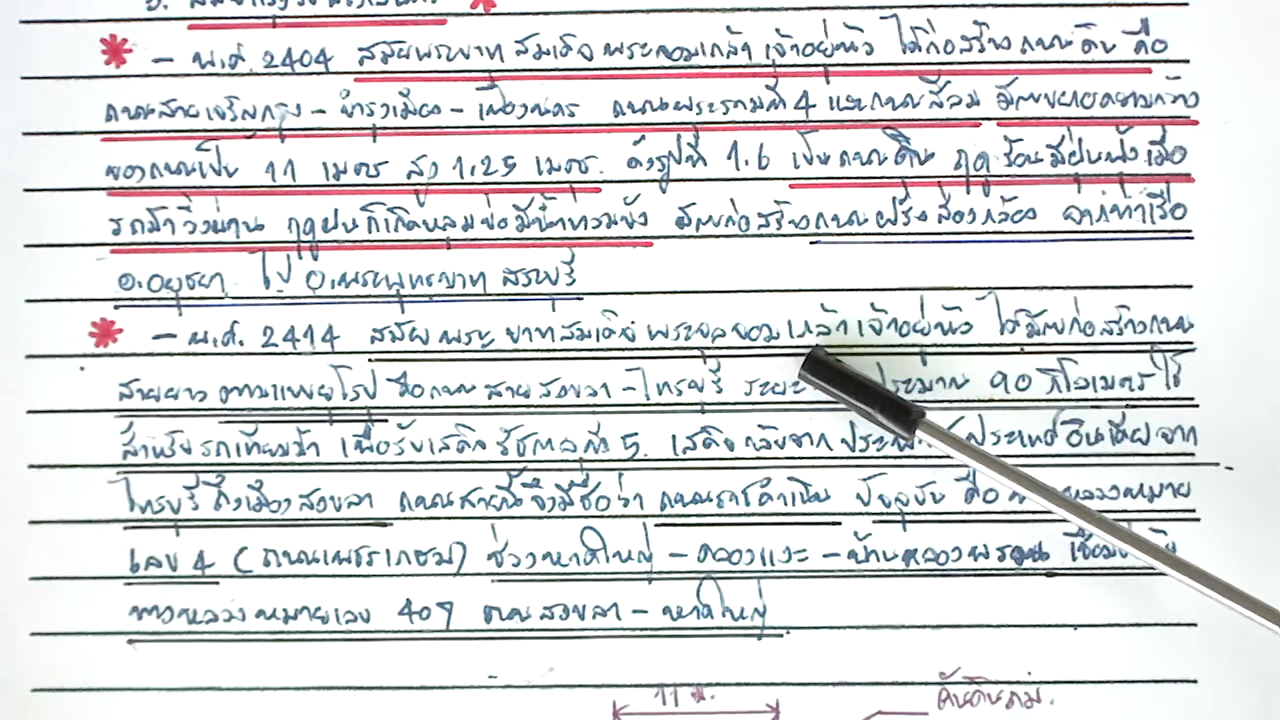 - พ.ศ. 2404 สมัยพระบาทสมเด็จพระจอมเกล้าเจ้าอยู่หัว ได้ก่อสร้างถนนดิน คือ
ถนนสายเจริญกรุง - บำรุงเมือง - เฟื่องนคร ถนนพระรามที่ 4 และถนนสีลม มีการขยายความกว้าง
ของถนนเป็น 11 เมตร สูง 1.25 เมตร. ดังรูปที่ 1.6 เป็นถนนดิน ฤดูร้อนมีฝุ่นฟุ้งเมื่อ
รถม้าวิ่งผ่าน ฤดูฝนก็เกิดหลุมบ่อมีน้ำท่วมขัง มีการก่อสร้างถนนฝรั่งส่องกล้อง จากท่าเรือ
อ.อยุธยา ไป อ.พระพุทธบาท สระบุรี
- พ.ศ. 2414 สมัยพระบาทสมเด็จพระจุลจอมเกล้าเจ้าอยู่หัว ได้มีการก่อสร้างถนน
สายยาวตามแบบยุโรป คือถนนสายสงขลา - ไทรบุรี ประมาณ 90 กิโลเมตร ใช้
สำหรับรถเทียมม้า เพื่อรับเสด็จรัชกาลที่ 5. เสด็จกลับจาก ประเทศอินเดียจาก
ไทรบุรี ถึงเมืองสงขลา ถนนสายนี้จึงมีชื่อว่า ถนนราชดำเนิน ปัจจุบัน คือ หลวงหมาย
เลข 4 (ถนนเพชรเกษม) ช่วงหาดใหญ่ - คลองแงะ - บ้านคลองพรวน
ทางหลวงหมายเลข 407 ถนนสงขลา - หาดใหญ่
11 ม.
คันดินถม.